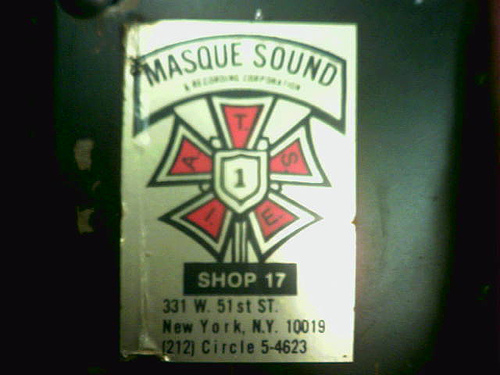 MASQUE SOUND
& RECORDING CORPORATION
I.A.T.S.E.
1
SHOP 17
331 W. 51st ST.
New York, N.Y. 10019
(212) Circle 5-4623